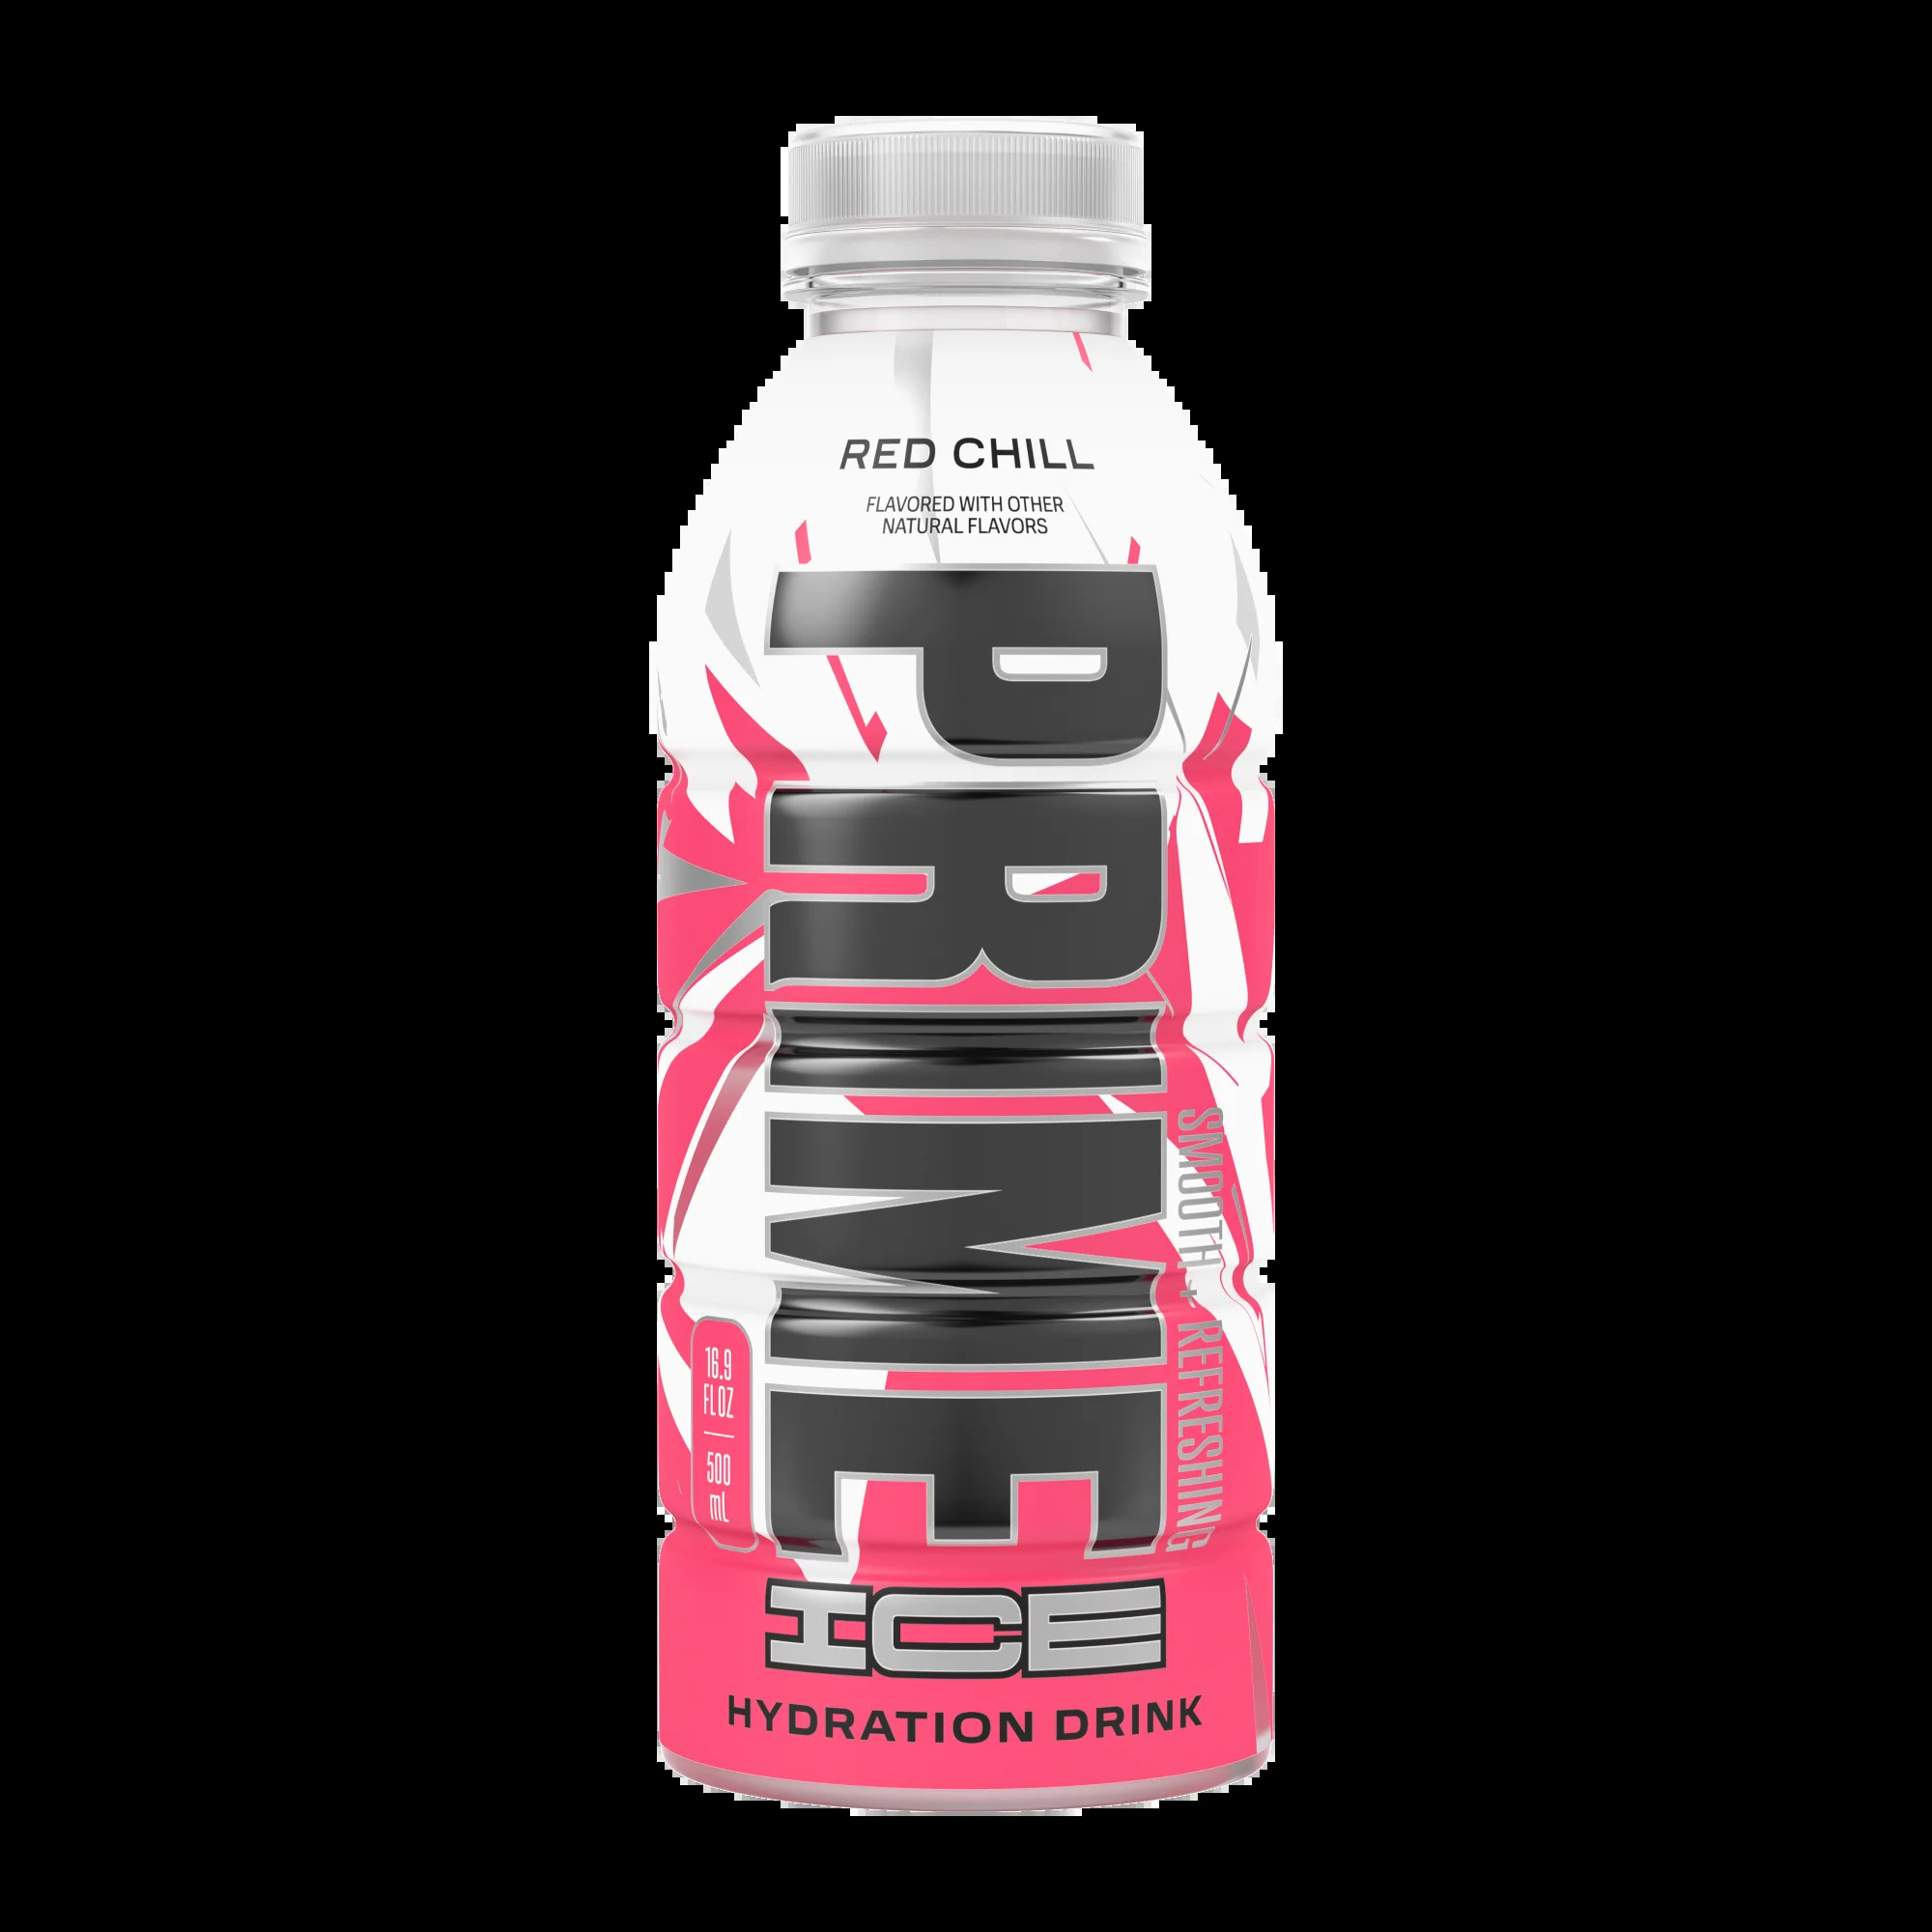 RED CHILL
FLAVORED WITH OTHER
NATURAL FLAVORS
PRIME
SMOOTH + REFRESHING
16.9
FL OZ
500
mL
ICE
HYDRATION DRINK